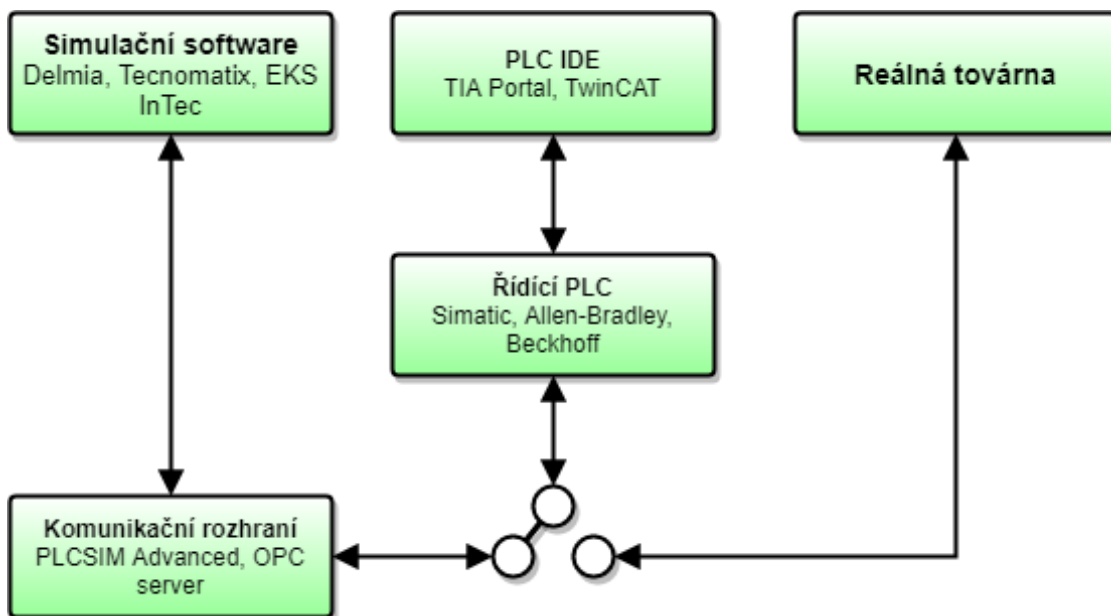 Simulační software
Delmia, Tecnomatix, EKS
InTec
PLC IDE
TIA Portal, TwinCAT
Reálná továrna
Řídící PLC
Simatic, Allen-Bradley,
Beckhoff
Komunikační rozhraní
PLCSIM Advanced, OPC
server